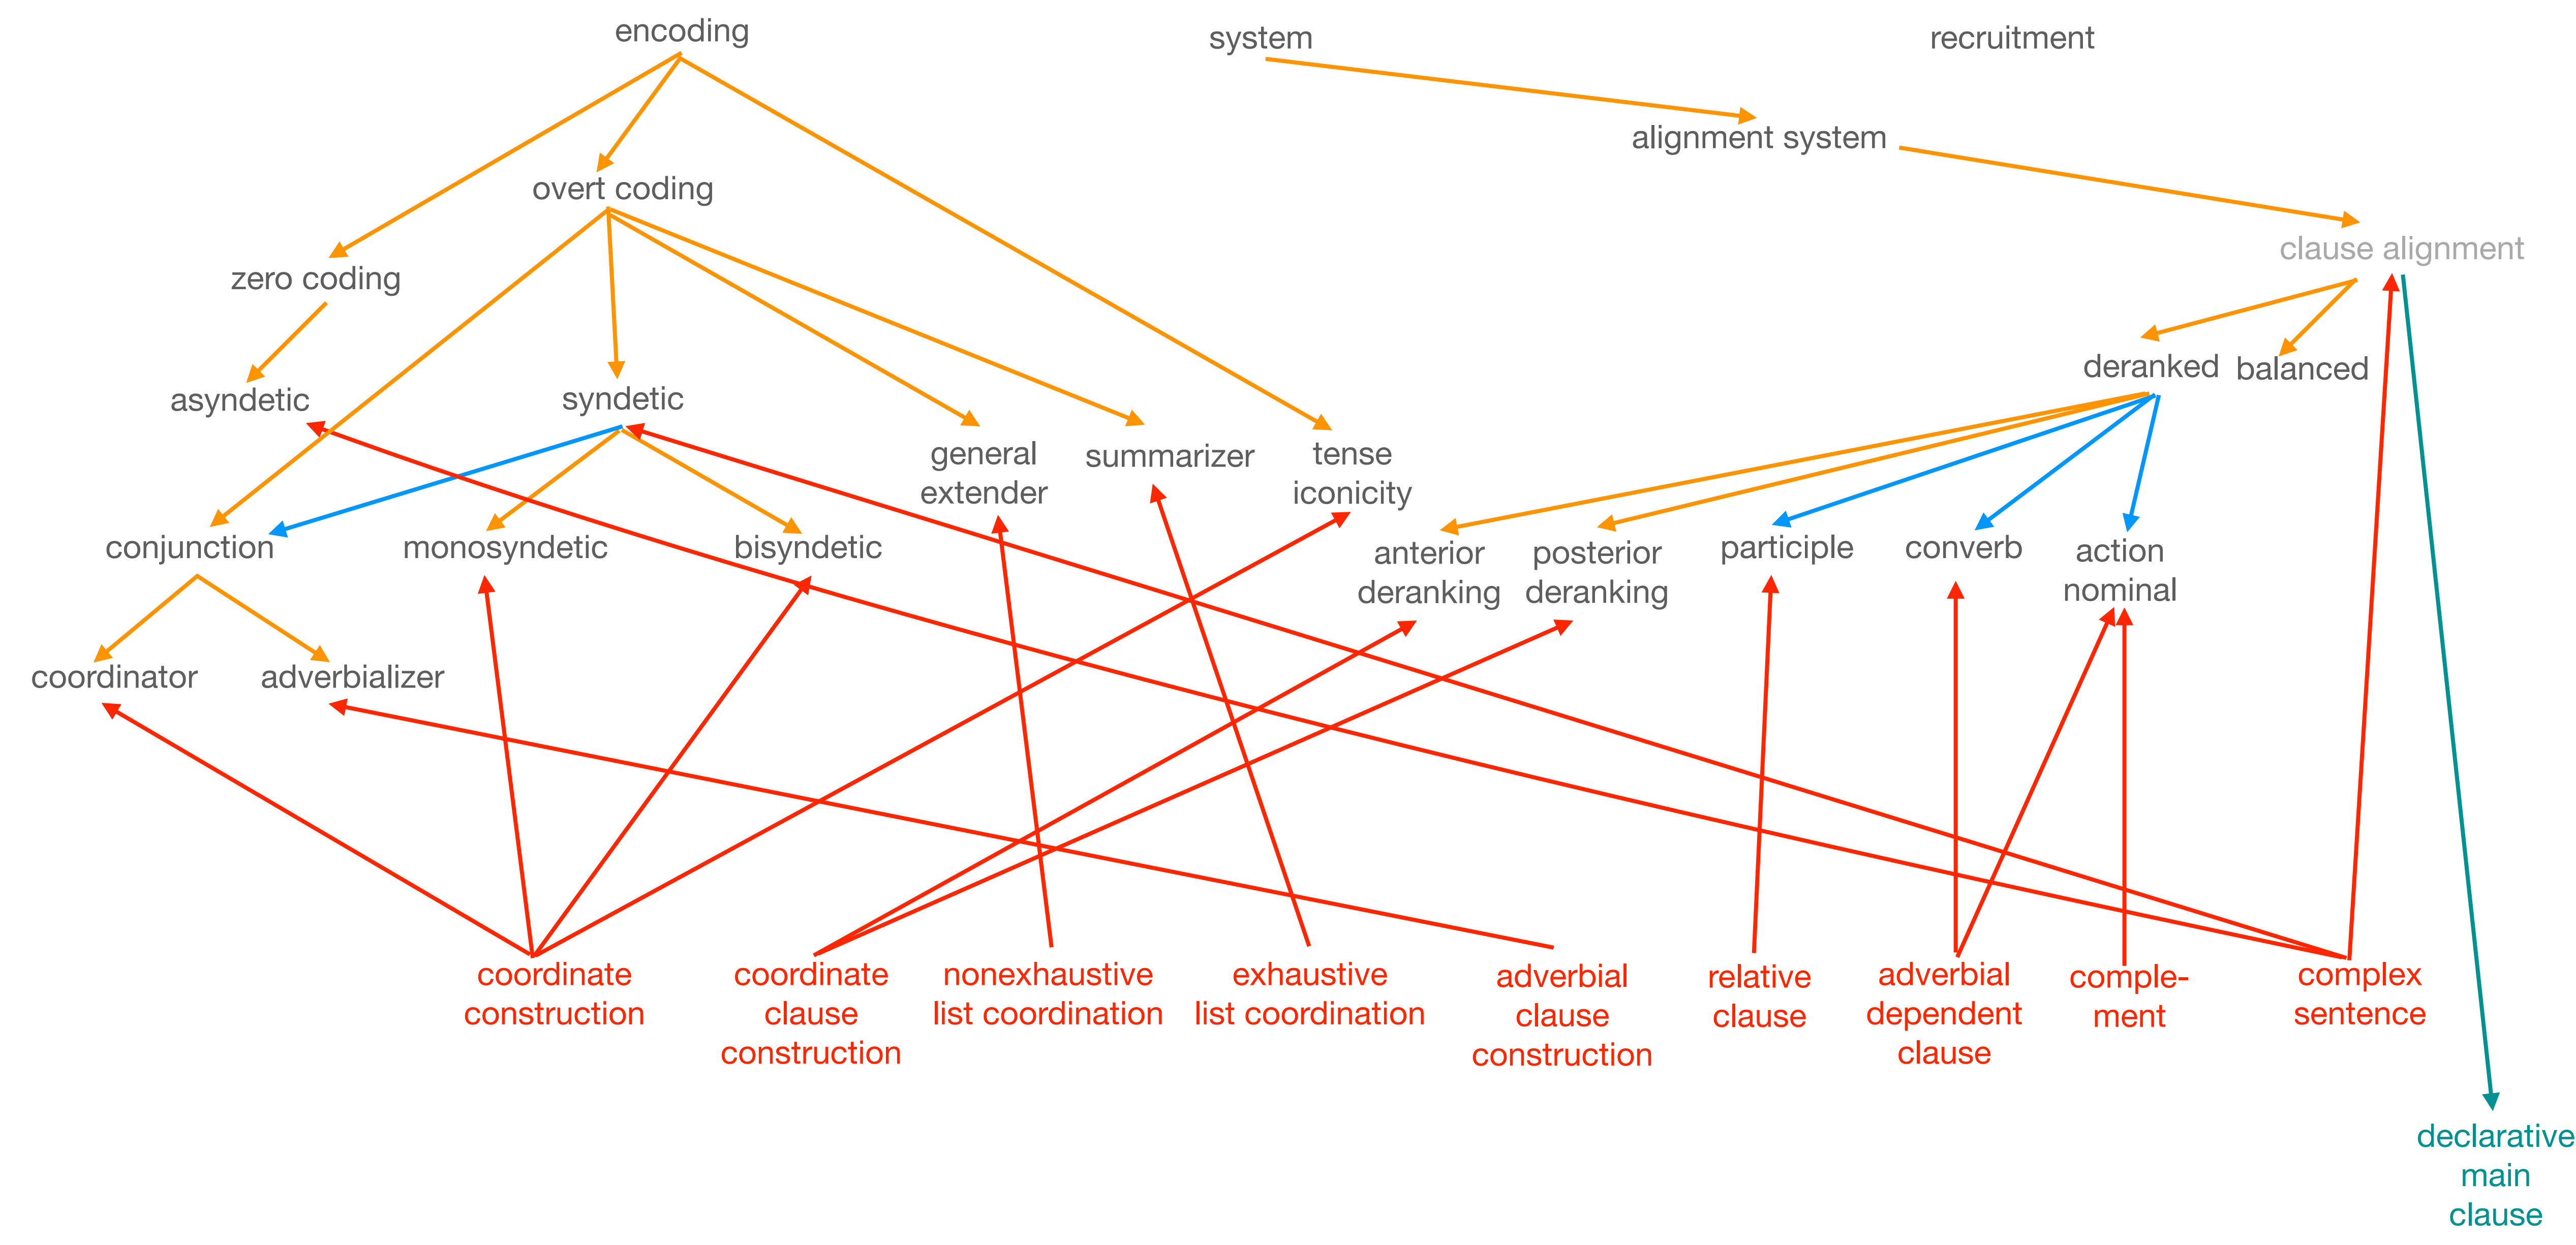 encoding
system
recruitment
alignment system
overt coding
clause alignment
zero coding
deranked
balanced
asyndetic
syndetic
general
extender
summarizer
tense
iconicity
conjunction
monosyndetic
bisyndetic
anterior
deranking
posterior
deranking
participle
converb
action
nominal
coordinator
adverbializer
coordinate
construction
coordinate
clause
construction
nonexhaustive
list coordination
exhaustive
list coordination
adverbial
clause
construction
relative
clause
adverbial
dependent
clause
comple-
ment
complex
sentence
declarative
main
clause